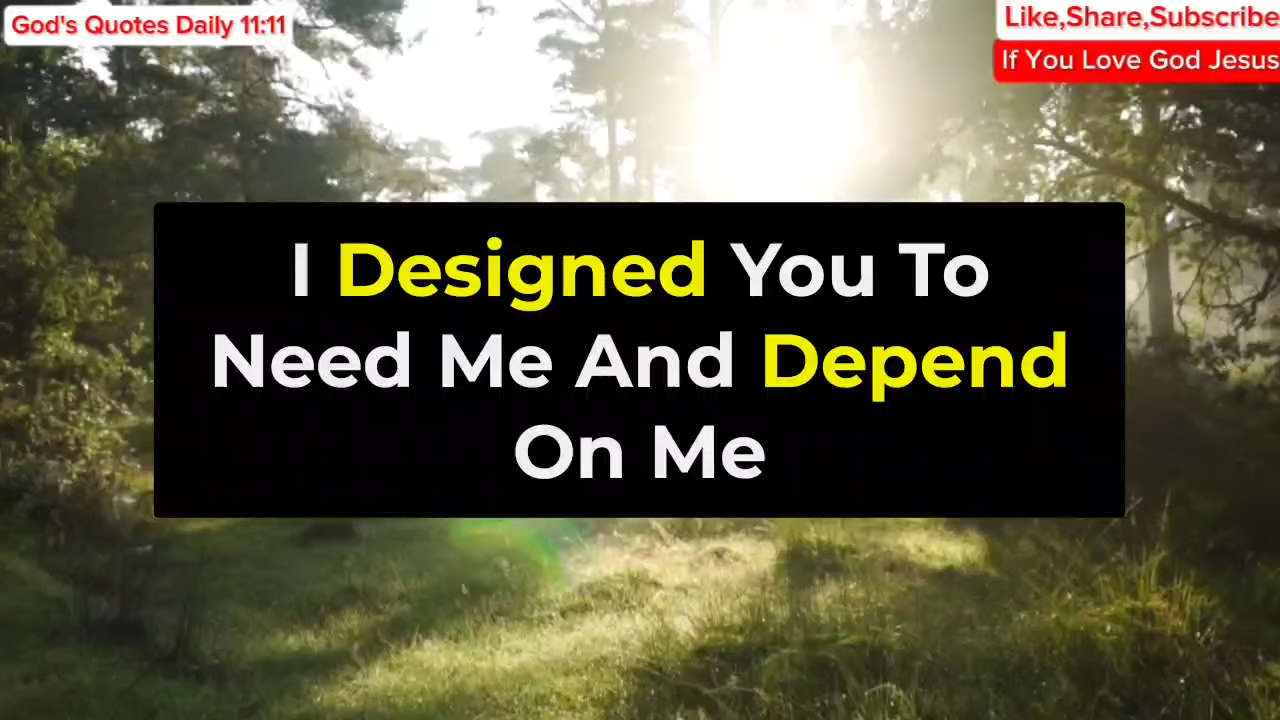 God's Quotes Daily 11:11
Like,Share,Subscribe
If You Love God Jesus
I Designed You To
Need Me And Depend
On Me